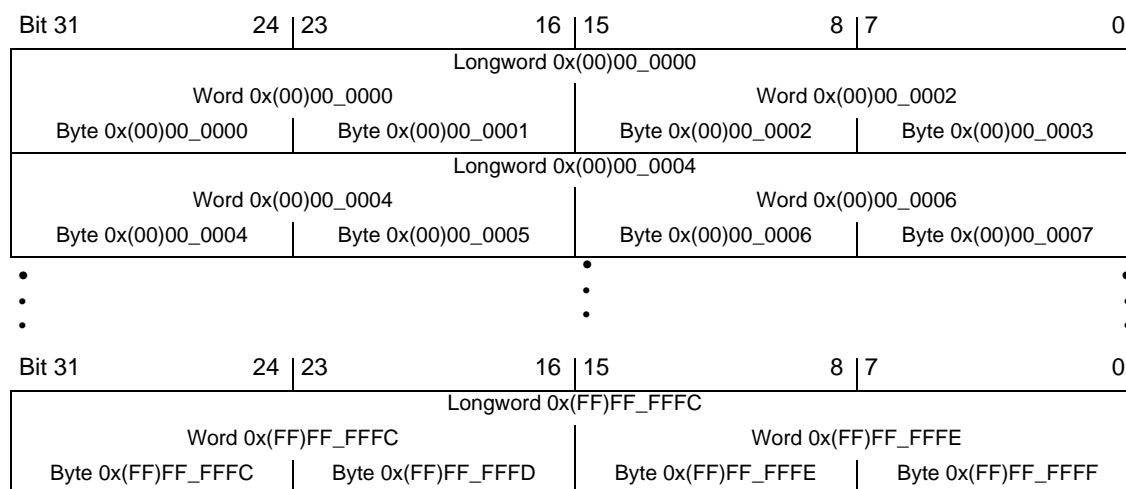 Bit 31 24 23 16 15 8 7 0
Longword 0x(00)00_0000
Word 0x(00)00_0000 Word 0x(00)00_0002
Byte 0x(00)00_0000 Byte 0x(00)00_0001 Byte 0x(00)00_0002 Byte 0x(00)00_0003
Longword 0x(00)00_0004
Word 0x(00)00_0004 Word 0x(00)00_0006
Byte 0x(00)00_0004 Byte 0x(00)00_0005 Byte 0x(00)00_0006 Byte 0x(00)00_0007
Bit 31 24 23 16 15 8 7 0
Longword 0x(FF)FF_FFFC
Word 0x(FF)FF_FFFC Word 0x(FF)FF_FFFE
Byte 0x(FF)FF_FFFC Byte 0x(FF)FF_FFFD Byte 0x(FF)FF_FFFE Byte 0x(FF)FF_FFFF